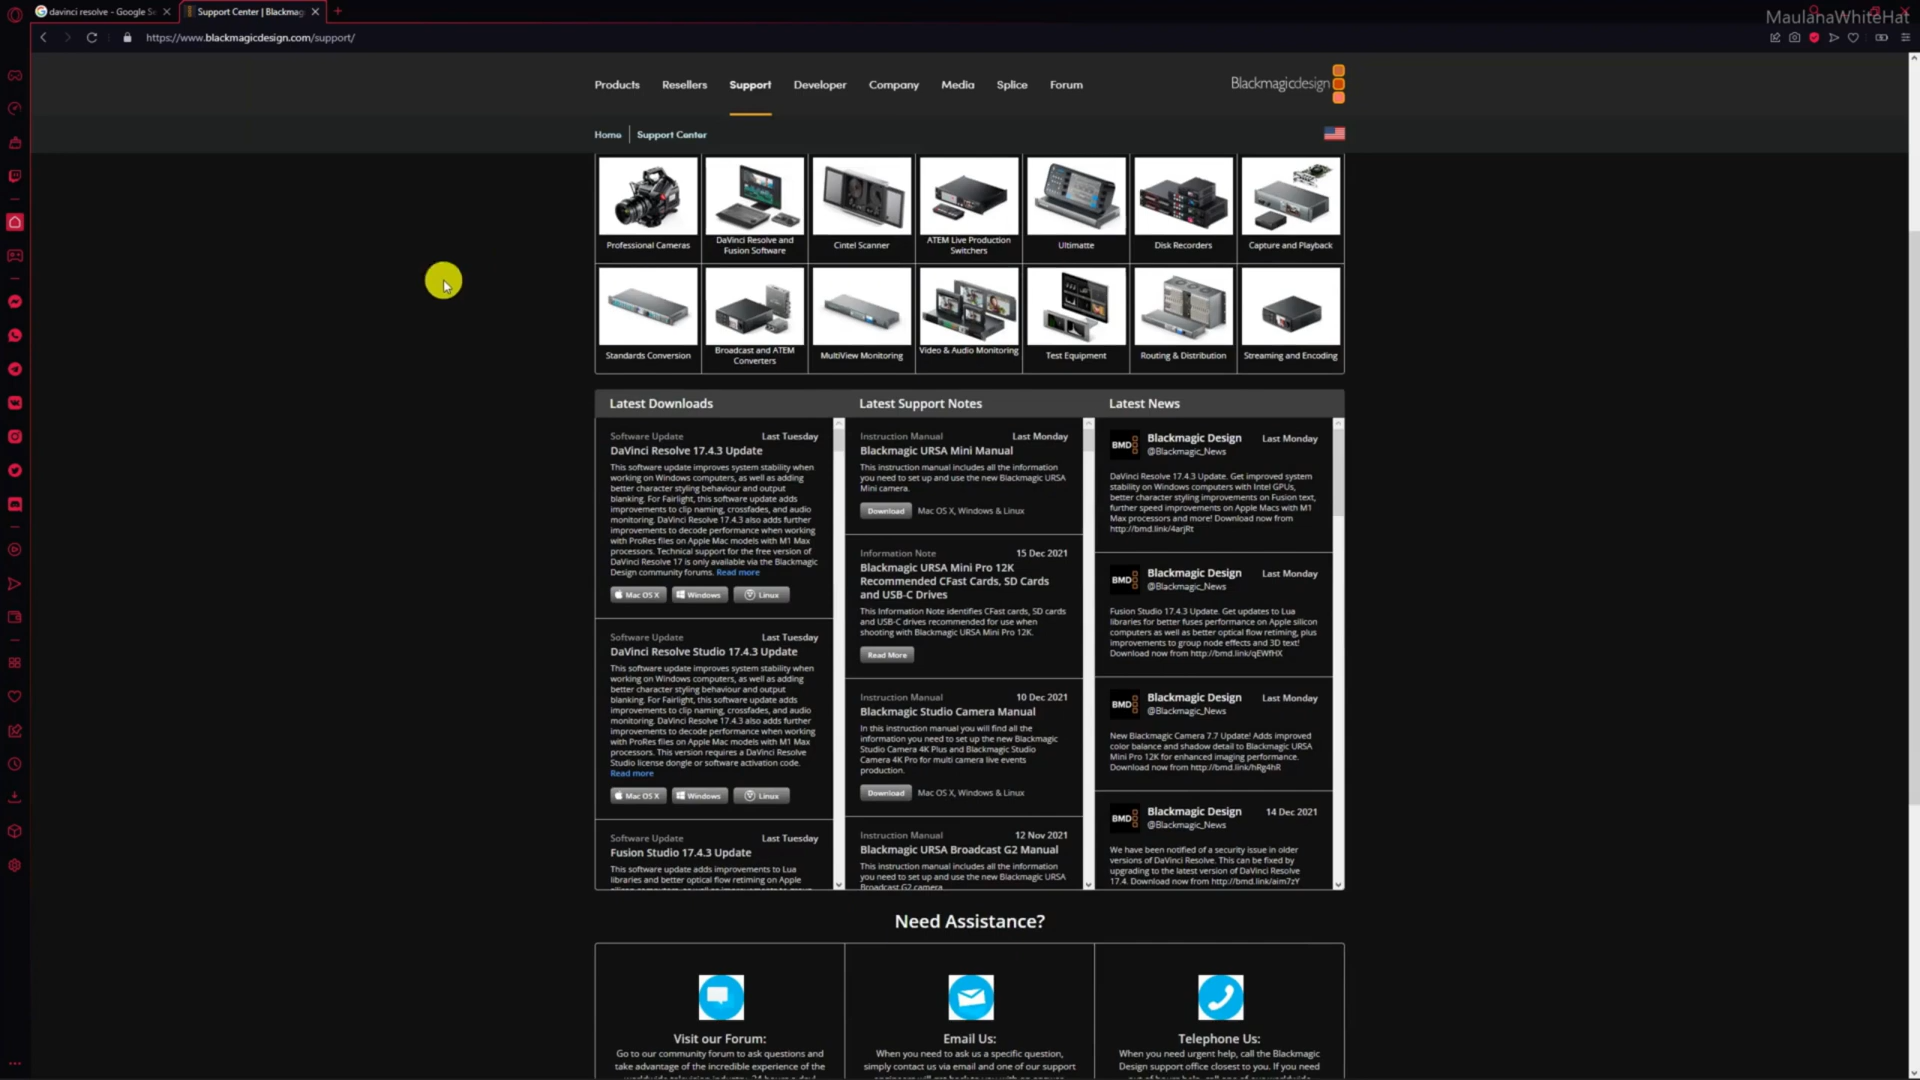 davinci resolve - Google Se
Support Center | Blackmag
MaulanaWhiteHat
https://www.blackmagicdesign.com/support/
Products
Resellers
Support
Developer
Company
Media
Splice
Forum
Blackmagicdesign
Home
Support Center
Professional Cameras
DaVinci Resolve and
Fusion Software
Cintel Scanner
ATEM Live Production
Switchers
Ultimatte
Disk Recorders
Capture and Playback
Standards Conversion
Broadcast and ATEM
Converters
MultiView Monitoring
Video & Audio Monitoring
Test Equipment
Routing & Distribution
Streaming and Encoding
Latest Downloads
Software Update Last Tuesday
DaVinci Resolve 17.4.3 Update
This software update improves system stability when
working on Windows computers, as well as adding
better character styling behaviour and output
blanking. For Fairlight, this software update adds
improvements to clip naming, crossfades, and audio
monitoring. DaVinci Resolve 17.4.3 also adds further
improvements to decode performance when working
with ProRes files on Apple Mac models with M1 Max
processors. Technical support for the free version of
DaVinci Resolve 17 is only available via the Blackmagic
Design community forums. Read more
Mac OS X Windows Linux
Software Update Last Tuesday
DaVinci Resolve Studio 17.4.3 Update
This software update improves system stability when
working on Windows computers, as well as adding
better character styling behaviour and output
blanking. For Fairlight, this software update adds
improvements to clip naming, crossfades, and audio
monitoring. DaVinci Resolve 17.4.3 also adds further
improvements to decode performance when working
with ProRes files on Apple Mac models with M1 Max
processors. This version requires a DaVinci Resolve
Studio license dongle or software activation code.
Read more
Mac OS X Windows Linux
Software Update Last Tuesday
Fusion Studio 17.4.3 Update
This software update adds improvements to Lua
libraries and better optical flow retiming on Apple
Latest Support Notes
Instruction Manual Last Monday
Blackmagic URSA Mini Manual
This instruction manual includes all the information
you need to set up and use the new Blackmagic URSA
Mini camera.
Download Mac OS X, Windows & Linux
Information Note 15 Dec 2021
Blackmagic URSA Mini Pro 12K
Recommended CFast Cards, SD Cards
and USB-C Drives
This Information Note identifies CFast cards, SD cards
and USB-C drives recommended for use when
shooting with Blackmagic URSA Mini Pro 12K.
Read More
Instruction Manual 10 Dec 2021
Blackmagic Studio Camera Manual
In this instruction manual you will find all the
information you need to set up the new Blackmagic
Studio Camera 4K Plus and Blackmagic Studio
Camera 4K Pro for multi camera live events
production.
Download Mac OS X, Windows & Linux
Instruction Manual 12 Nov 2021
Blackmagic URSA Broadcast G2 Manual
This instruction manual includes all the information
you need to set up and use the new Blackmagic URSA
Broadcast G2 camera.
Latest News
BMD Blackmagic Design Last Monday
@Blackmagic_News
DaVinci Resolve 17.4.3 Update. Get improved system
stability on Windows computers with Intel GPUs,
better character styling improvements on Fusion text,
further speed improvements on Apple Macs with M1
Max processors and more! Download now from
http://bmd.link/4arjRt
BMD Blackmagic Design Last Monday
@Blackmagic_News
Fusion Studio 17.4.3 Update. Get updates to Lua
libraries for better fuses performance on Apple silicon
computers as well as better optical flow retiming, plus
improvements to group node effects and 3D text!
Download now from http://bmd.link/qEWfHX
BMD Blackmagic Design Last Monday
@Blackmagic_News
New Blackmagic Camera 7.7 Update! Adds improved
color balance and shadow detail to Blackmagic URSA
Mini Pro 12K for enhanced imaging performance.
Download now from http://bmd.link/hRg4hR
BMD Blackmagic Design 14 Dec 2021
@Blackmagic_News
We have been notified of a security issue in older
versions of DaVinci Resolve. This can be fixed by
upgrading to the latest version of DaVinci Resolve
17.4. Download now from http://bmd.link/aim7zY
Need Assistance?
Visit our Forum:
Go to our community forum to ask questions and
take advantage of the incredible experience of the
Email Us:
When you need to ask us a specific question,
simply contact us via email and one of our support
Telephone Us:
When you need urgent help, call the Blackmagic
Design support office closest to you. If you need